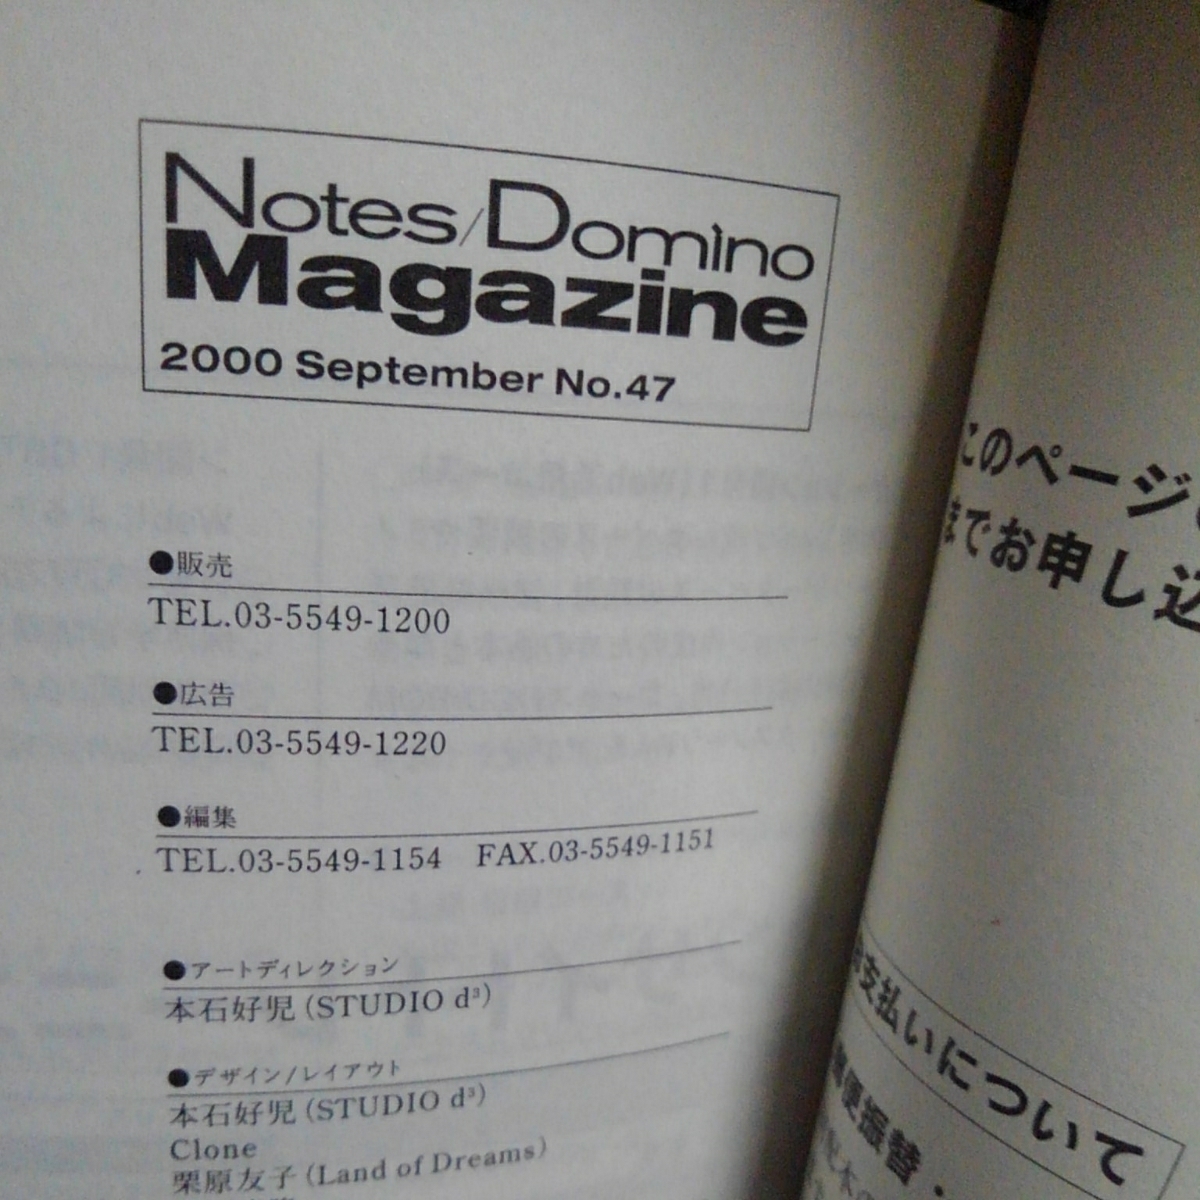 Notes/Domino
Magazine
2000 September No.47
●販売
TEL.03-5549-1200
●広告
TEL.03-5549-1220
●編集
TEL.03-5549-1154 FAX.03-5549-1151
●アートディレクション
本石好児(STUDIO d³)
●デザイン/レイアウト
本石好児(STUDIO d³)
Clone
栗原友子(Land of Dreams)
このページ
までお申し込
支払いについて
便振替・